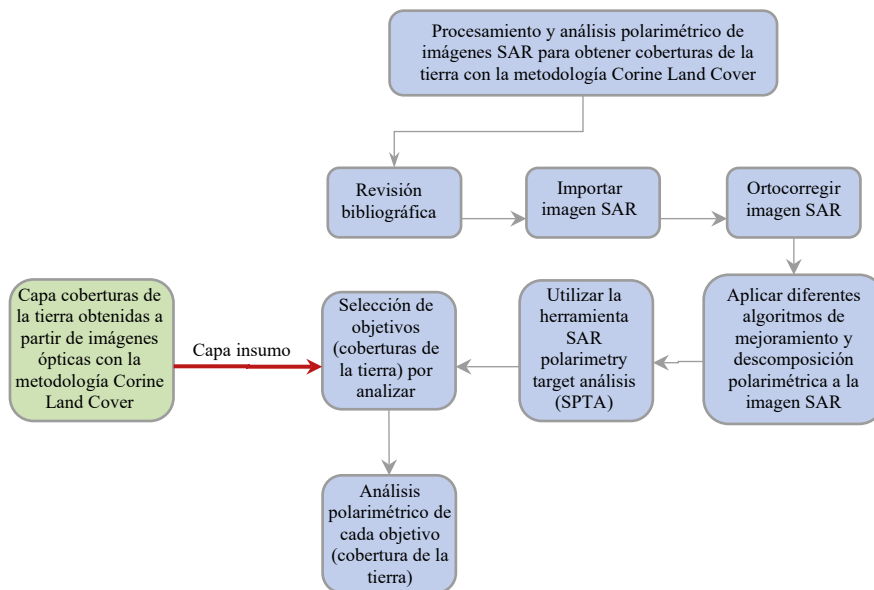 Procesamiento y análisis polarimétrico de
imágenes SAR para obtener coberturas de la
tierra con la metodología Corine Land Cover
Revisión
bibliográfica
Importar
imagen SAR
Ortocorregir
imagen SAR
Capa coberturas de
la tierra obtenidas a
partir de imágenes
ópticas con la
metodología Corine
Land Cover
Capa insumo
Selección de
objetivos
(coberturas de
la tierra) por
analizar
Utilizar la
herramienta
SAR
polarimetry
target análisis
(SPTA)
Aplicar diferentes
algoritmos de
mejoramiento y
descomposición
polarimétrica a la
imagen SAR
Análisis
polarimétrico de
cada objetivo
(cobertura de la
tierra)